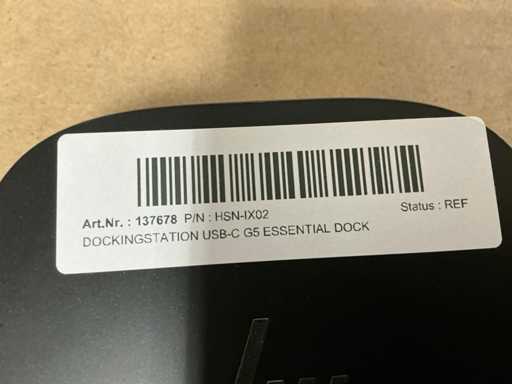 Art.Nr. : 137678 P/N : HSN-IX02
Status : REF
DOCKINGSTATION USB-C G5 ESSENTIAL DOCK